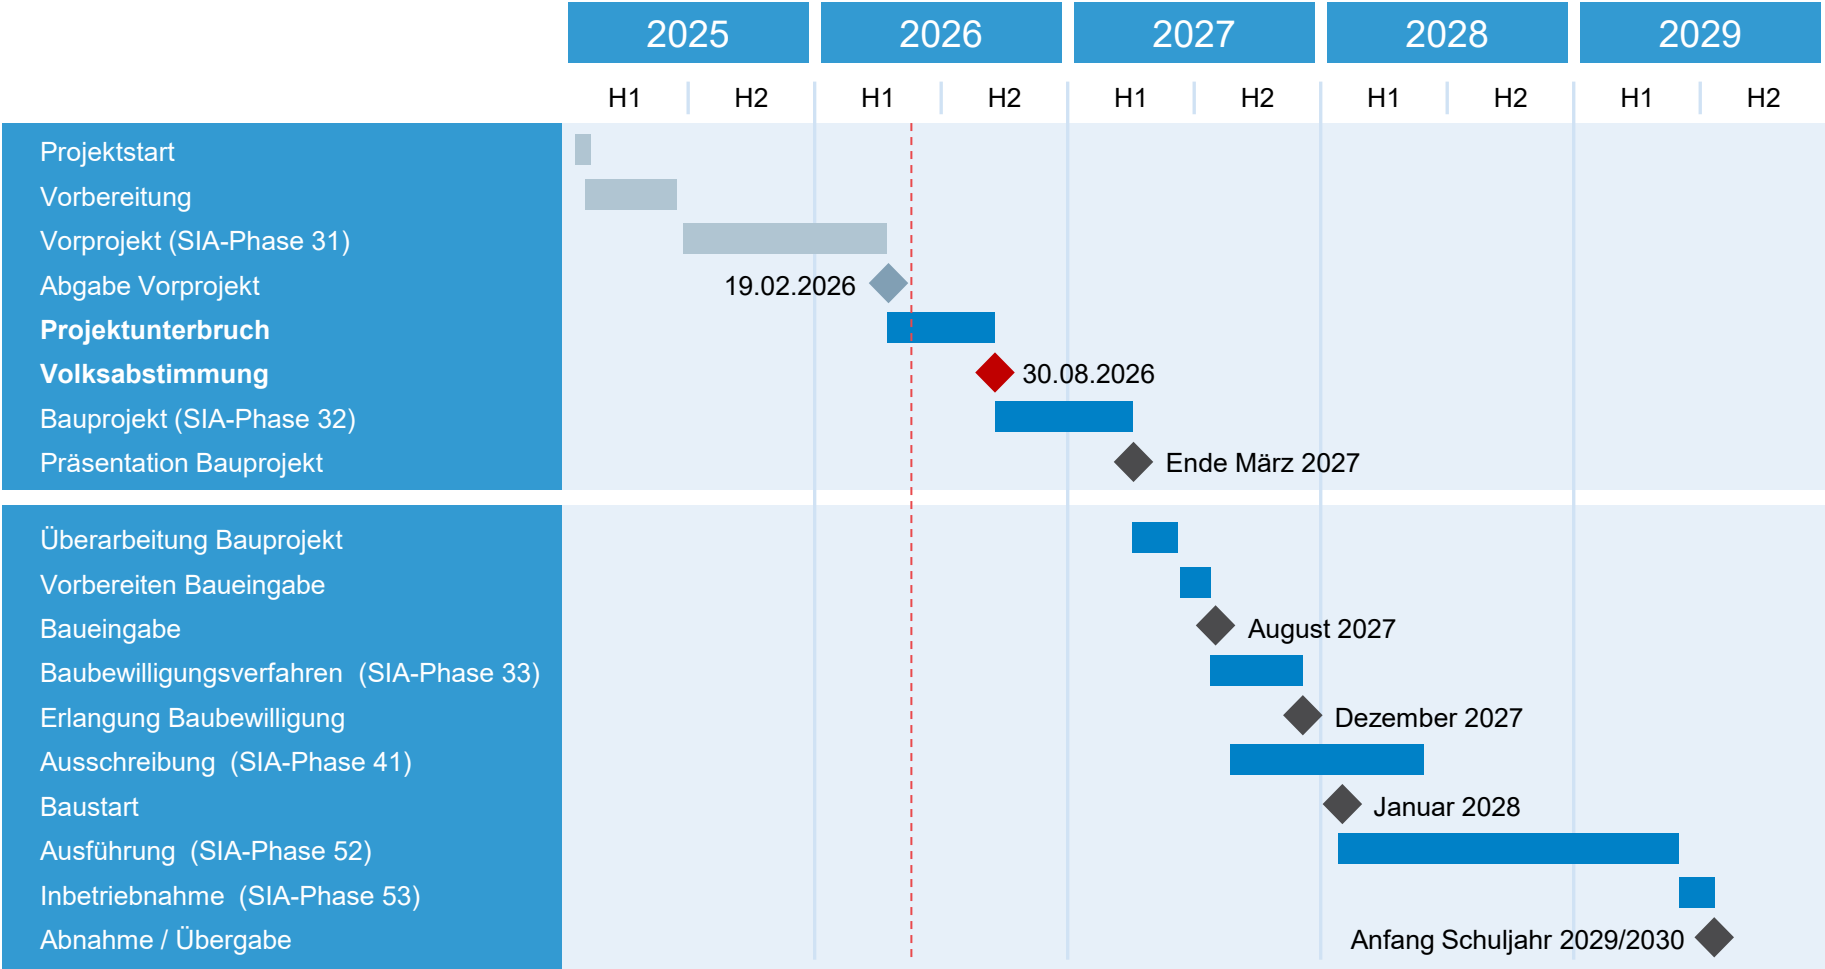 2025 2026 2027 2028 2029
H1 H2 H1 H2 H1 H2 H1 H2 H1 H2
Projektstart
Vorbereitung
Vorprojekt (SIA-Phase 31)
Abgabe Vorprojekt 19.02.2026
Projektunterbruch
Volksabstimmung 30.08.2026
Bauprojekt (SIA-Phase 32)
Präsentation Bauprojekt Ende März 2027
Überarbeitung Bauprojekt
Vorbereiten Baueingabe
Baueingabe August 2027
Baubewilligungsverfahren (SIA-Phase 33)
Erlangung Baubewilligung Dezember 2027
Ausschreibung (SIA-Phase 41)
Baustart Januar 2028
Ausführung (SIA-Phase 52)
Inbetriebnahme (SIA-Phase 53)
Abnahme / Übergabe Anfang Schuljahr 2029/2030